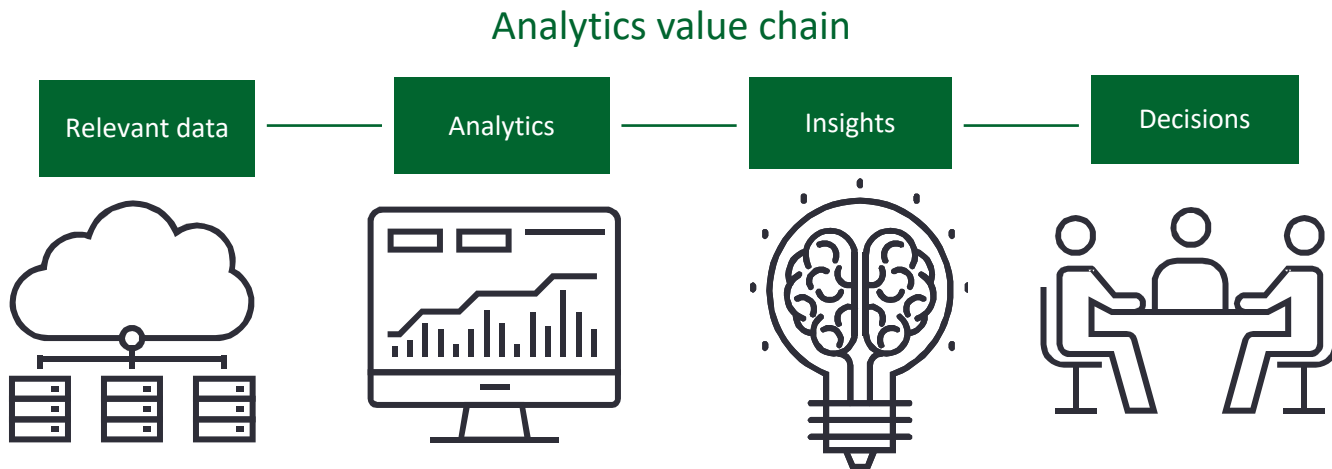 Analytics value chain
Relevant data
Analytics
Insights
Decisions